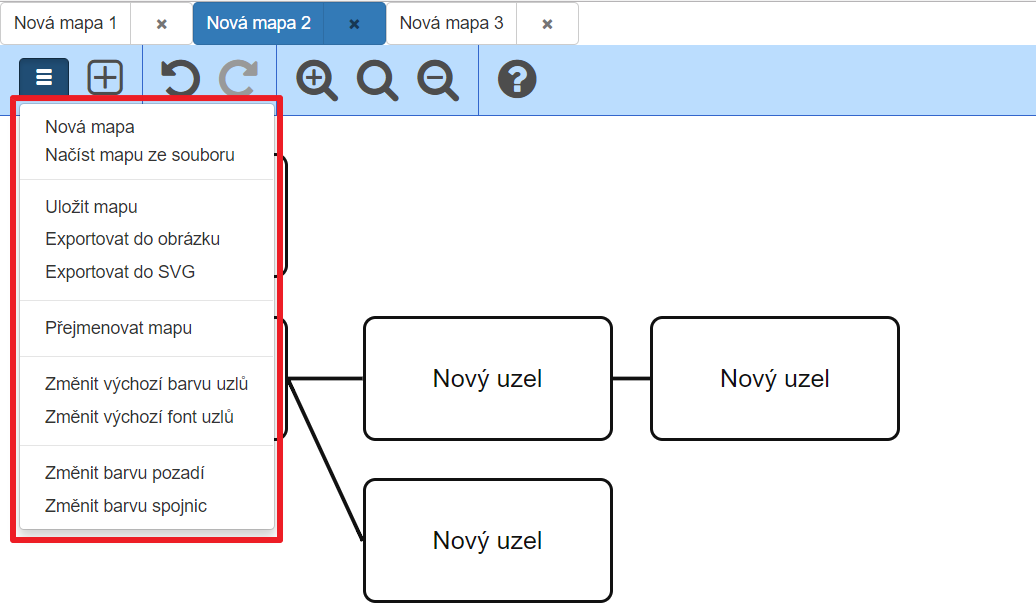 Nová mapa 1 × Nová mapa 2 × Nová mapa 3 ×
Nová mapa
Načíst mapu ze souboru
Uložit mapu
Exportovat do obrázku
Exportovat do SVG
Přejmenovat mapu
Změnit výchozí barvu uzlů
Změnit výchozí font uzlů
Změnit barvu pozadí
Změnit barvu spojnic
Nový uzel
Nový uzel
Nový uzel